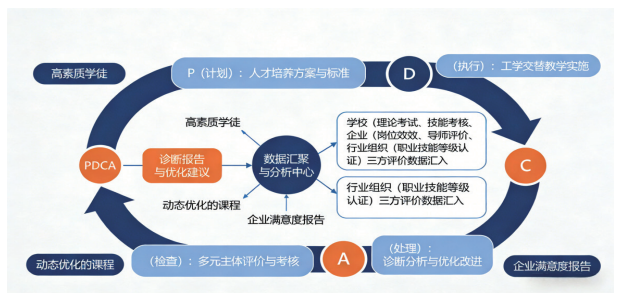 高素质学徒
P（计划）：人才培养方案与标准
D
（执行）：工学交替教学实施
高素质学徒
学校（理论考试、技能考核、
企业（岗位效效、导师评价、
行业组织（职业技能等级认
证）三方评价数据汇入
PDCA
诊断报告
与优化建议
数据汇聚
与分析中心
C
行业组织（职业技能等级
认证）三方评价数据汇入
动态优化的课程
企业满意度报告
动态优化的课程
（检查）：多元主体评价与考核
A
（处理）：
诊断分析与优化改进
企业满意度报告